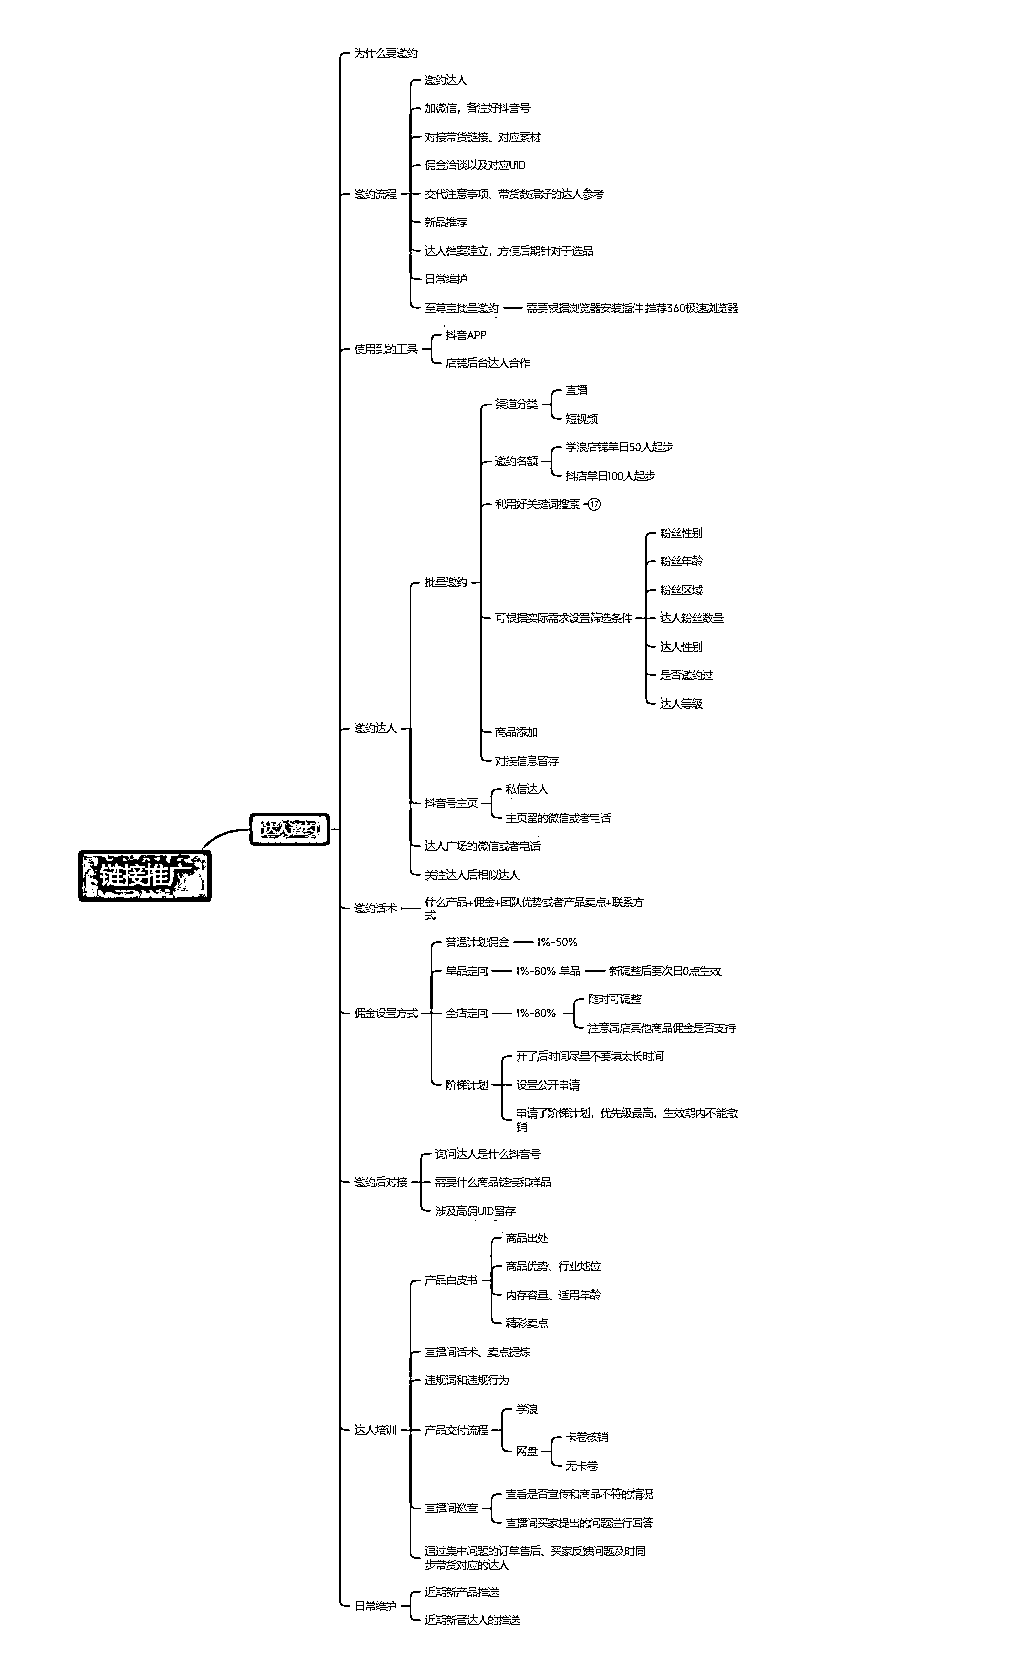 链接推广
达人邀约
为什么要邀约
邀约流程
邀约达人
加微信，备注好抖音号
对接带货链接、对应素材
佣金洽谈以及对应UID
交代注意事项、带货数据好的达人参考
新品推荐
达人档案建立，方便后期针对于选品
日常维护
至尊宝批量邀约
需要根据浏览器安装插件 推荐360极速浏览器
使用到的工具
抖音APP
店铺后台达人合作
邀约达人
批量邀约
渠道分类
直播
短视频
邀约名额
学浪店铺单日50人起步
抖店单日100人起步
利用好关键词搜索 17
可根据实际需求设置筛选条件
粉丝性别
粉丝年龄
粉丝区域
达人粉丝数量
达人性别
是否邀约过
达人等级
商品添加
对接信息留存
抖音号主页
私信达人
主页留的微信或者电话
达人广场的微信或者电话
关注达人后相似达人
邀约话术
什么产品+佣金+团队优势或者产品卖点+联系方
式
佣金设置方式
普通计划佣金
1%-50%
单品定向
1%-80% 单品
新调整后要次日0点生效
全店定向
1%-80%
随时可调整
注意同店其他商品佣金是否支持
阶梯计划
开了后时间尽量不要填太长时间
设置公开申请
申请了阶梯计划，优先级最高，生效期内不能撤
销
邀约后对接
询问达人是什么抖音号
需要什么商品链接和样品
涉及高佣UID留存
达人培训
产品白皮书
商品出处
商品优势、行业地位
内存容量、适用年龄
精彩卖点
直播间话术、卖点提炼
违规词和违规行为
产品交付流程
学浪
网盘
卡卷核销
无卡卷
直播间巡查
查看是否宣传和商品不符的情况
直播间买家提出的问题进行回答
通过集中问题的订单售后、买家反馈问题及时同
步带货对应的达人
日常维护
近期新产品推送
近期新晋达人的推送